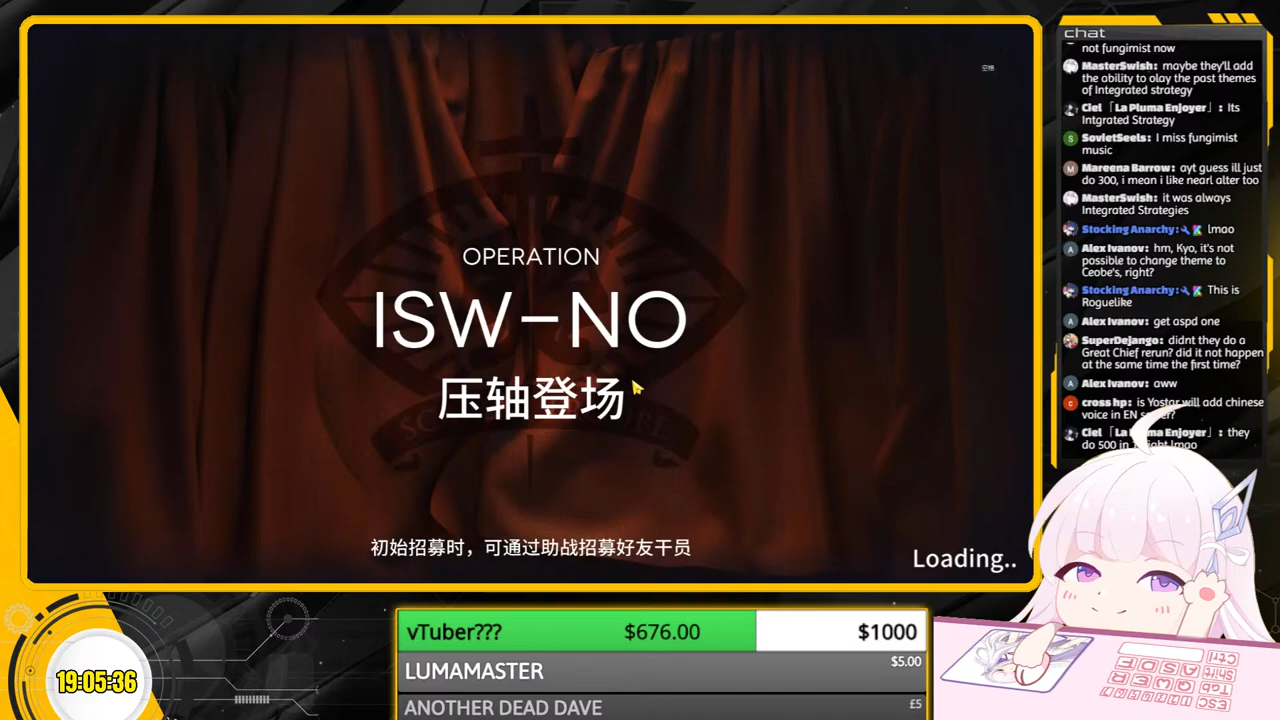 空格
OPERATION
ISW-NO
压轴登场
初始招募时，可通过助战招募好友干员
Loading..
chat
not fungimist now
MasterSwish: maybe they'll add
the ability to olay the past themes
of Integrated strategy
Ciel「La Pluma Enjoyer」: Its
Intgrated Strategy
SovietSeels: I miss fungimist
music
Mareena Barrow: ayt guess ill just
do 300, i mean i like nearl alter too
MasterSwish: it was always
Integrated Strategies
Stocking Anarchy: lmao
Alex Ivanov: hm, Kyo, it's not
possible to change theme to
Ceobe's, right?
Stocking Anarchy: This is
Roguelike
Alex Ivanov: get aspd one
SuperDejango: didnt they do a
Great Chief rerun? did it not happen
at the same time the first time?
Alex Ivanov: aww
cross hp: is Yostar will add chinese
voice in EN server?
Ciel「La Pluma Enjoyer」: they
do 500 in lmao
vTuber??? $676.00 $1000
LUMAMASTER $5.00
ANOTHER DEAD DAVE £5
19:05:36
Ctrl
Shift
A S D F
Tab
Q W E R
ESC